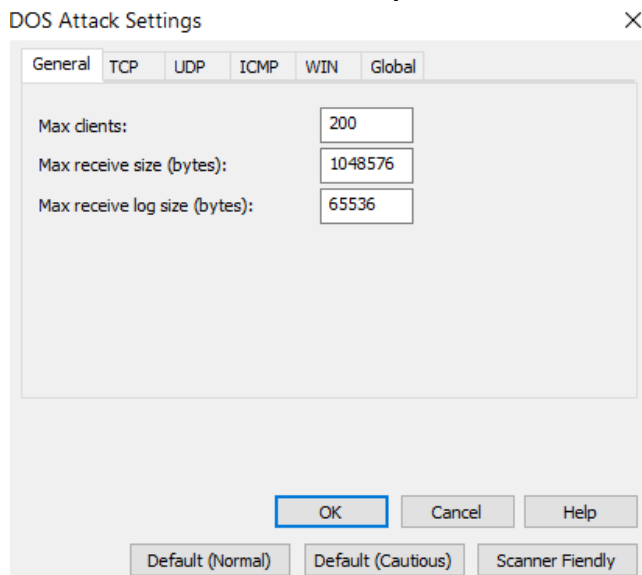 DOS Attack Settings
General TCP UDP ICMP WIN Global
Max clients: 200
Max receive size (bytes): 1048576
Max receive log size (bytes): 65536
OK Cancel Help
Default (Normal) Default (Cautious) Scanner Fiendly